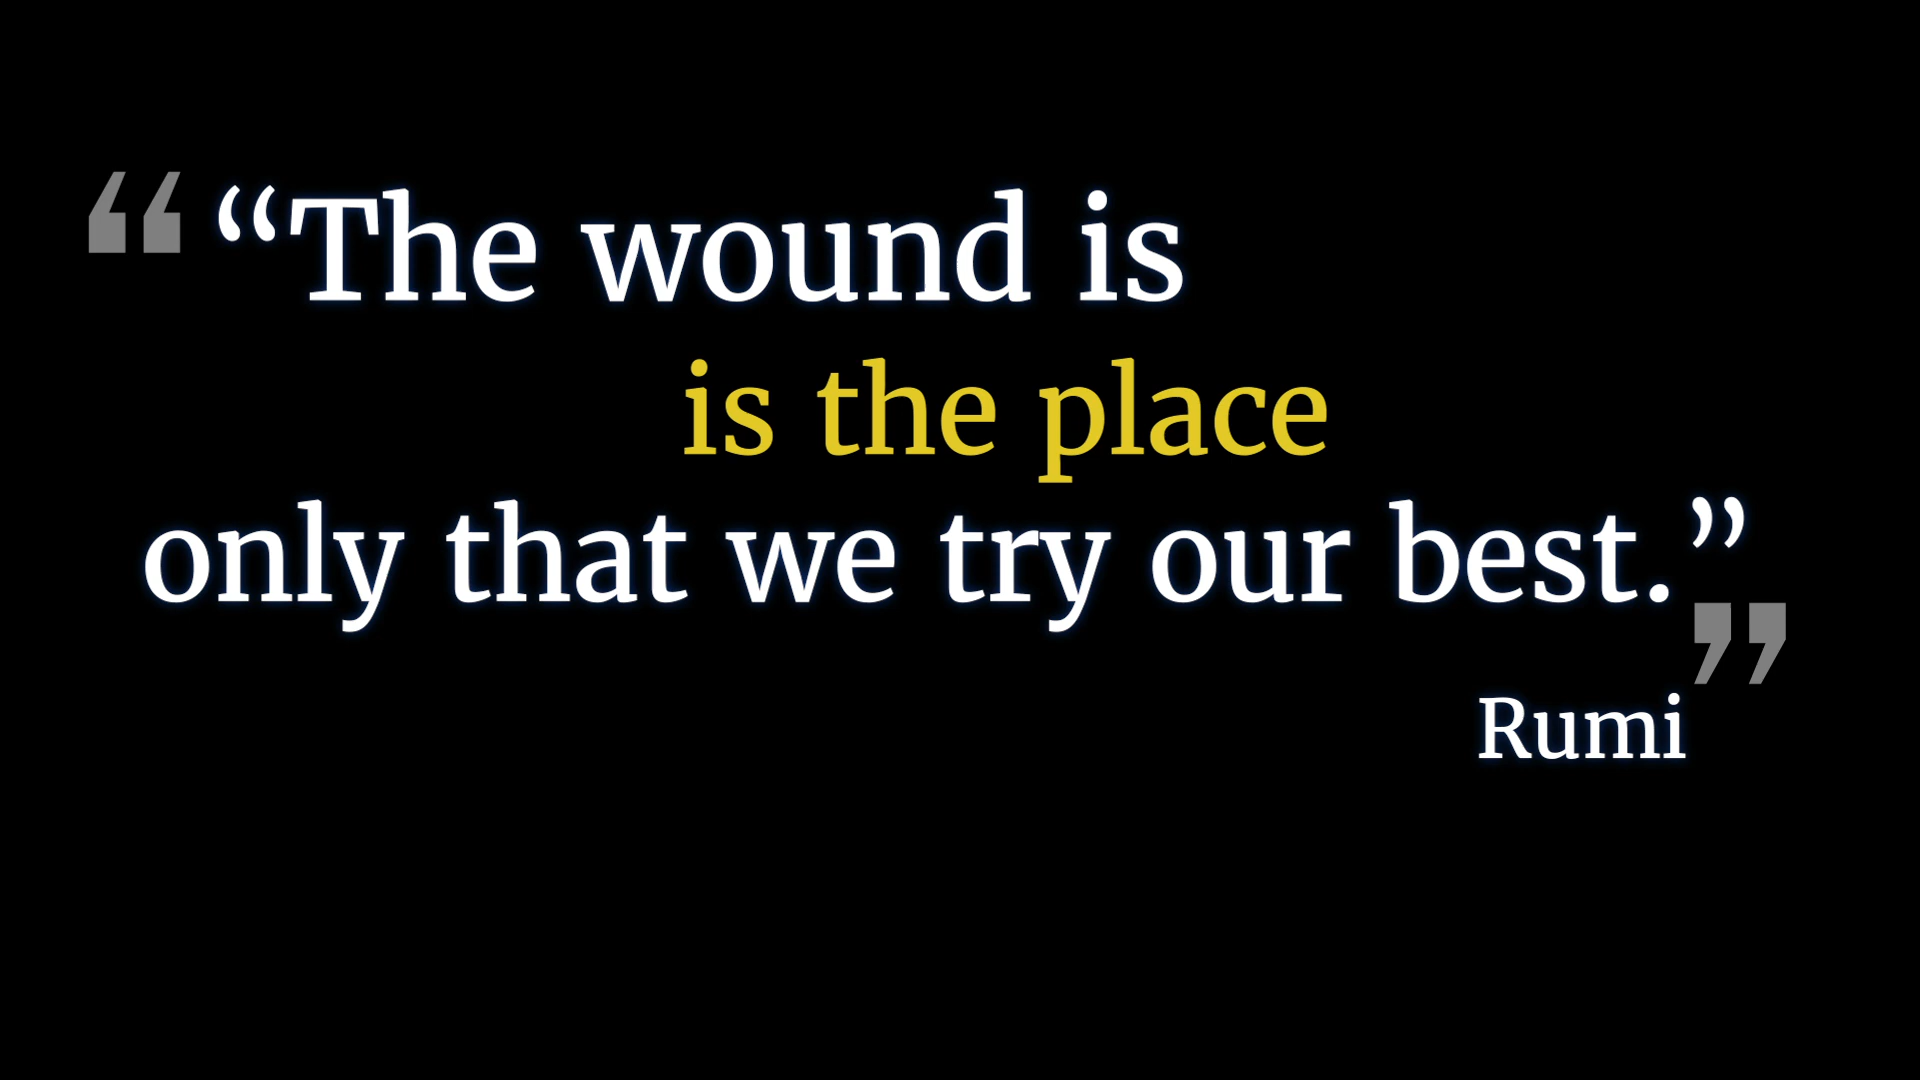 ““The wound is
is the place
only that we try our best.””
Rumi